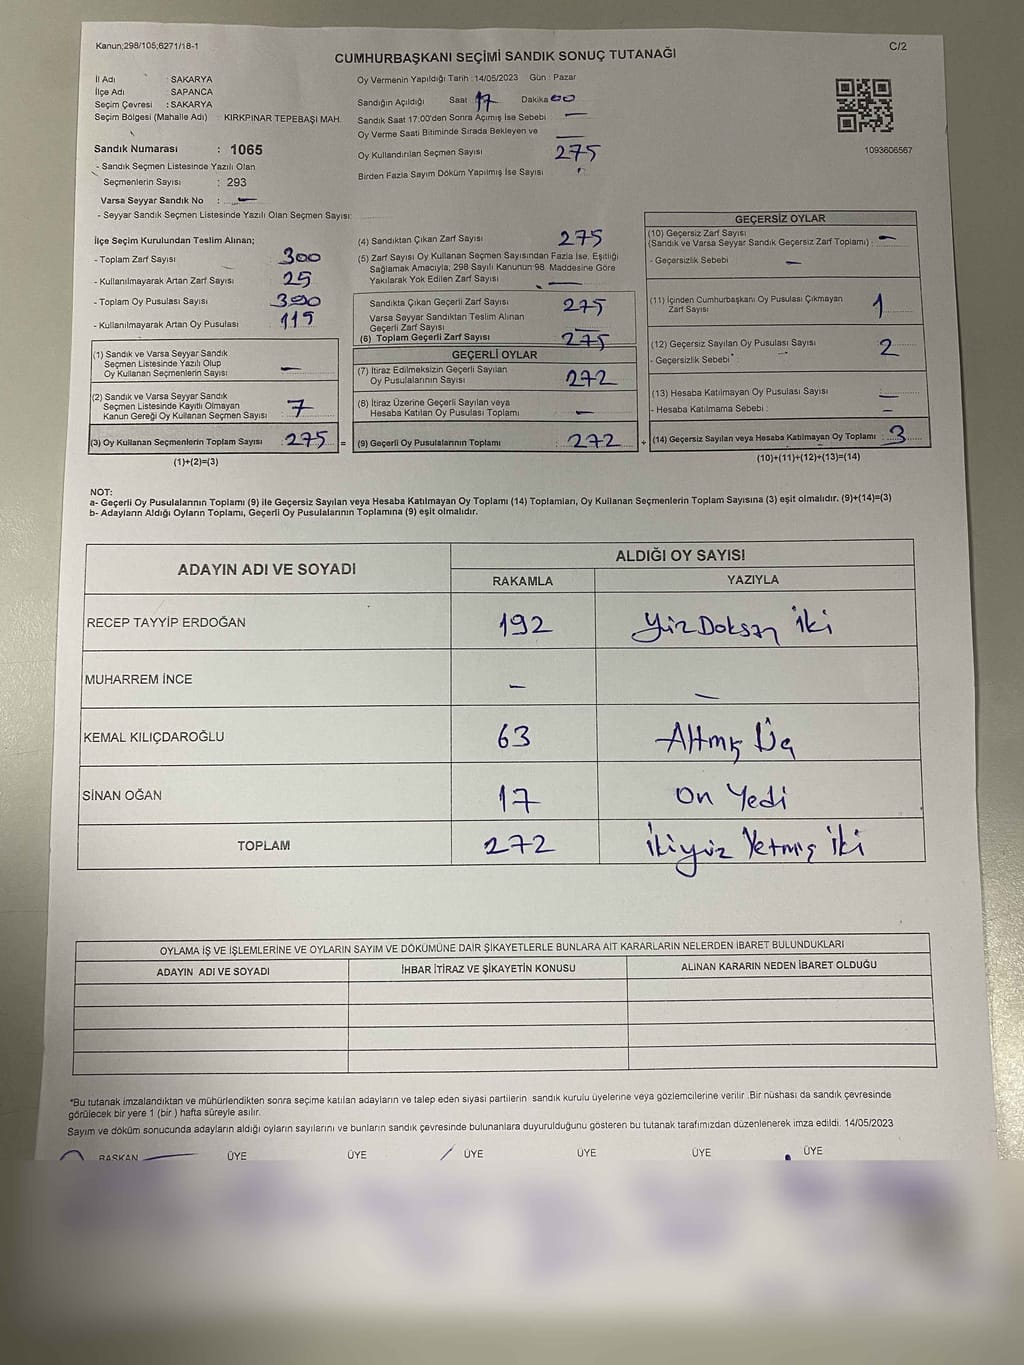 Kanun;298/105;6271/18-1
C/2
CUMHURBAŞKANI SEÇİMİ SANDIK SONUÇ TUTANAĞI
İl Adı : SAKARYA
İlçe Adı : SAPANCA
Seçim Çevresi : SAKARYA
Seçim Bölgesi (Mahalle Adı) : KIRKPINAR TEPEBAŞI MAH.
Sandık Numarası : 1065
- Sandık Seçmen Listesinde Yazılı Olan
Seçmenlerin Sayısı : 293
Varsa Seyyar Sandık No : -
- Seyyar Sandık Seçmen Listesinde Yazılı Olan Seçmen Sayısı:
Oy Vermenin Yapıldığı Tarih :14/05/2023 Gün : Pazar
Sandığın Açıldığı Saat 17 Dakika 00
Sandık Saat 17:00'den Sonra Açımış İse Sebebi -
Oy Verme Saati Bitiminde Sırada Bekleyen ve
Oy Kullandırılan Seçmen Sayısı 275
Birden Fazla Sayım Döküm Yapılmış İse Sayısı
1093606567
İlçe Seçim Kurulundan Teslim Alınan;
- Toplam Zarf Sayısı 300
- Kullanılmayarak Artan Zarf Sayısı 25
- Toplam Oy Pusulası Sayısı
- Kullanılmayarak Artan Oy Pusulası 119
(1) Sandık ve Varsa Seyyar Sandık
Seçmen Listesinde Yazılı Olup
Oy Kullanan Seçmenlerin Sayısı -
(2) Sandık ve Varsa Seyyar Sandık
Seçmen Listesinde Kayıtlı Olmayan
Kanun Gereği Oy Kullanan Seçmen Sayısı : 7
(3) Oy Kullanan Seçmenlerin Toplam Sayısı : 275 =
(1)+(2)=(3)
(4) Sandıktan Çıkan Zarf Sayısı 275
(5) Zarf Sayısı Oy Kullanan Seçmen Sayısından Fazla İse, Eşitliği
Sağlamak Amacıyla; 298 Sayılı Kanunun 98. Maddesine Göre
Yakılarak Yok Edilen Zarf Sayısı -
Sandıkta Çıkan Geçerli Zarf Sayısı 275
Varsa Seyyar Sandıktan Teslim Alınan
Geçerli Zarf Sayısı -
(6) Toplam Geçerli Zarf Sayısı 275
GEÇERLİ OYLAR
(7) İtiraz Edilmeksizin Geçerli Sayılan
Oy Pusulalarının Sayısı 272
(8) İtiraz Üzerine Geçerli Sayılan veya
Hesaba Katılan Oy Pusulası Toplamı -
(9) Geçerli Oy Pusulalarının Toplamı : 272 +
GEÇERSİZ OYLAR
(10) Geçersiz Zarf Sayısı
(Sandık ve Varsa Seyyar Sandık Geçersiz Zarf Toplamı) : -
- Geçersizlik Sebebi -
(11) İçinden Cumhurbaşkanı Oy Pusulası Çıkmayan
Zarf Sayısı 1
(12) Geçersiz Sayılan Oy Pusulası Sayısı 2
- Geçersizlik Sebebi
(13) Hesaba Katılmayan Oy Pusulası Sayısı -
- Hesaba Katılmama Sebebi : -
(14) Geçersiz Sayılan veya Hesaba Katılmayan Oy Toplamı : 3
(10)+(11)+(12)+(13)=(14)
NOT:
a- Geçerli Oy Pusulalarının Toplamı (9) ile Geçersiz Sayılan veya Hesaba Katılmayan Oy Toplamı (14) Toplamları, Oy Kullanan Seçmenlerin Toplam Sayısına (3) eşit olmalıdır. (9)+(14)=(3)
b- Adayların Aldığı Oyların Toplamı, Geçerli Oy Pusulalarının Toplamına (9) eşit olmalıdır.
ADAYIN ADI VE SOYADI ALDIĞI OY SAYISI
RAKAMLA YAZIYLA
RECEP TAYYİP ERDOĞAN 192 Yüz Doksan İki
MUHARREM İNCE - -
KEMAL KILIÇDAROĞLU 63 Altmış Üç
SİNAN OĞAN 17 On Yedi
TOPLAM 272 İkiyüz Yetmiş İki
OYLAMA İŞ VE İŞLEMLERİNE VE OYLARIN SAYIM VE DÖKÜMÜNE DAİR ŞİKAYETLERLE BUNLARA AİT KARARLARIN NELERDEN İBARET BULUNDUKLARI
ADAYIN ADI VE SOYADI İHBAR İTİRAZ VE ŞİKAYETİN KONUSU ALINAN KARARIN NEDEN İBARET OLDUĞU
*Bu tutanak imzalandıktan ve mühürlendikten sonra seçime katılan adayların ve talep eden siyasi partilerin sandık kurulu üyelerine veya gözlemcilerine verilir .Bir nüshası da sandık çevresinde
görülecek bir yere 1 (bir ) hafta süreyle asılır.
Sayım ve döküm sonucunda adayların aldığı oyların sayılarını ve bunların sandık çevresinde bulunanlara duyurulduğunu gösteren bu tutanak tarafımızdan düzenlenerek imza edildi. 14/05/2023
BAŞKAN ÜYE ÜYE ÜYE ÜYE ÜYE ÜYE